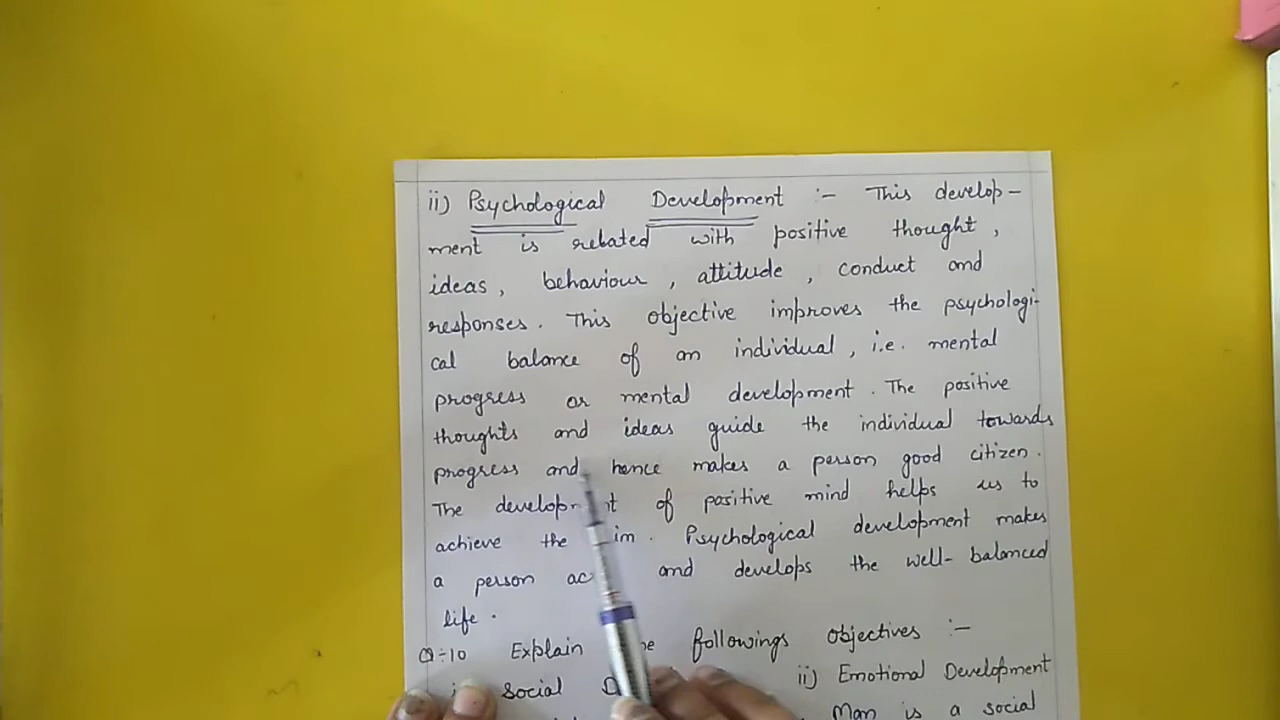 ii) Psychological Development :- This develop-
ment is related with positive thought,
ideas, behaviour, attitude, conduct and
responses. This objective improves the psychologi-
cal balance of an individual, i.e. mental
progress or mental development. The positive
thoughts and ideas guide the individual towards
progress and hence makes a person good citizen.
The of positive mind helps us to
achieve the . Psychological development makes
a person and develops the well-balanced
life.
Q÷10 Explain followings objectives :-
Social ii) Emotional Development
Man is a social